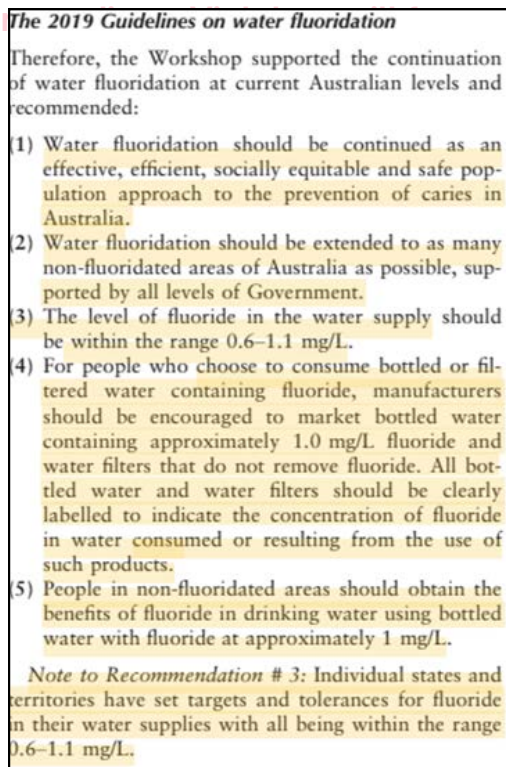 The 2019 Guidelines on water fluoridation
Therefore, the Workshop supported the continuation
of water fluoridation at current Australian levels and
recommended:
(1) Water fluoridation should be continued as an
effective, efficient, socially equitable and safe pop-
ulation approach to the prevention of caries in
Australia.
(2) Water fluoridation should be extended to as many
non-fluoridated areas of Australia as possible, sup-
ported by all levels of Government.
(3) The level of fluoride in the water supply should
be within the range 0.6–1.1 mg/L.
(4) For people who choose to consume bottled or fil-
tered water containing fluoride, manufacturers
should be encouraged to market bottled water
containing approximately 1.0 mg/L fluoride and
water filters that do not remove fluoride. All bot-
tled water and water filters should be clearly
labelled to indicate the concentration of fluoride
in water consumed or resulting from the use of
such products.
(5) People in non-fluoridated areas should obtain the
benefits of fluoride in drinking water using bottled
water with fluoride at approximately 1 mg/L.
Note to Recommendation # 3: Individual states and
territories have set targets and tolerances for fluoride
in their water supplies with all being within the range
0.6–1.1 mg/L.